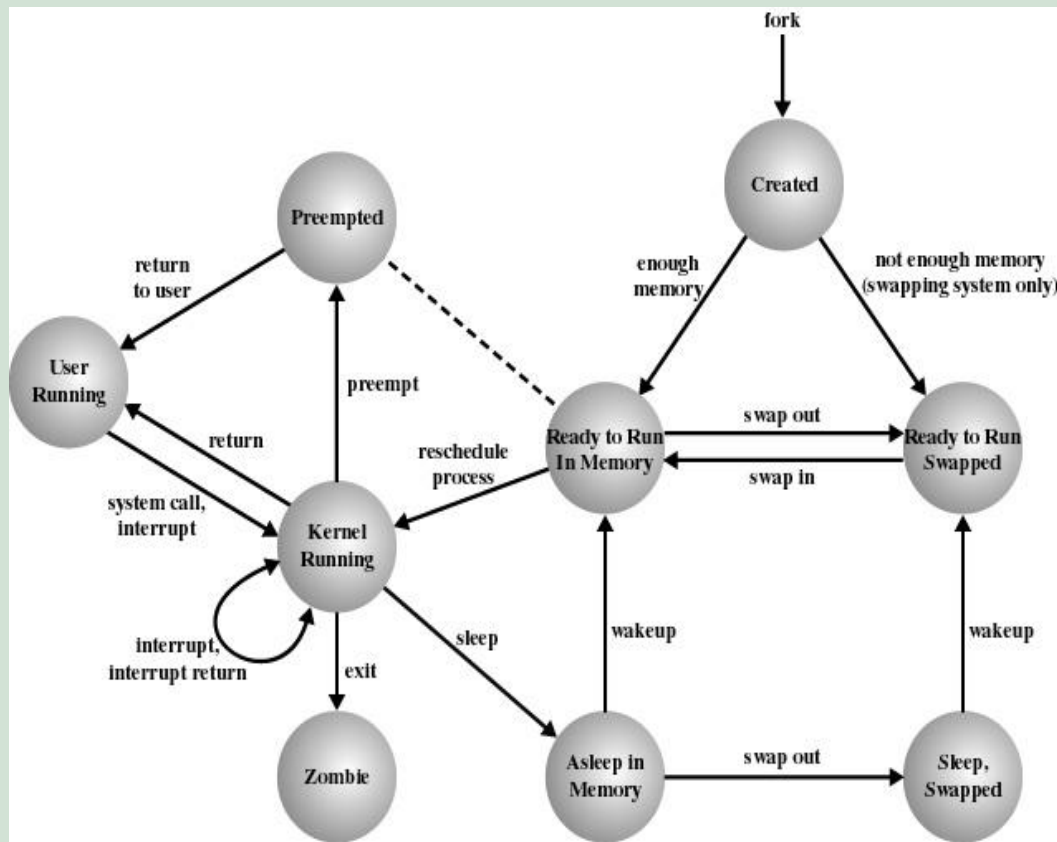 fork
Created
Preempted
return
to user
enough
memory
not enough memory
(swapping system only)
User
Running
preempt
return
Ready to Run
In Memory
swap out
swap in
Ready to Run
Swapped
reschedule
process
system call,
interrupt
Kernel
Running
interrupt,
interrupt return
sleep
wakeup
wakeup
exit
Zombie
Asleep in
Memory
swap out
Sleep,
Swapped